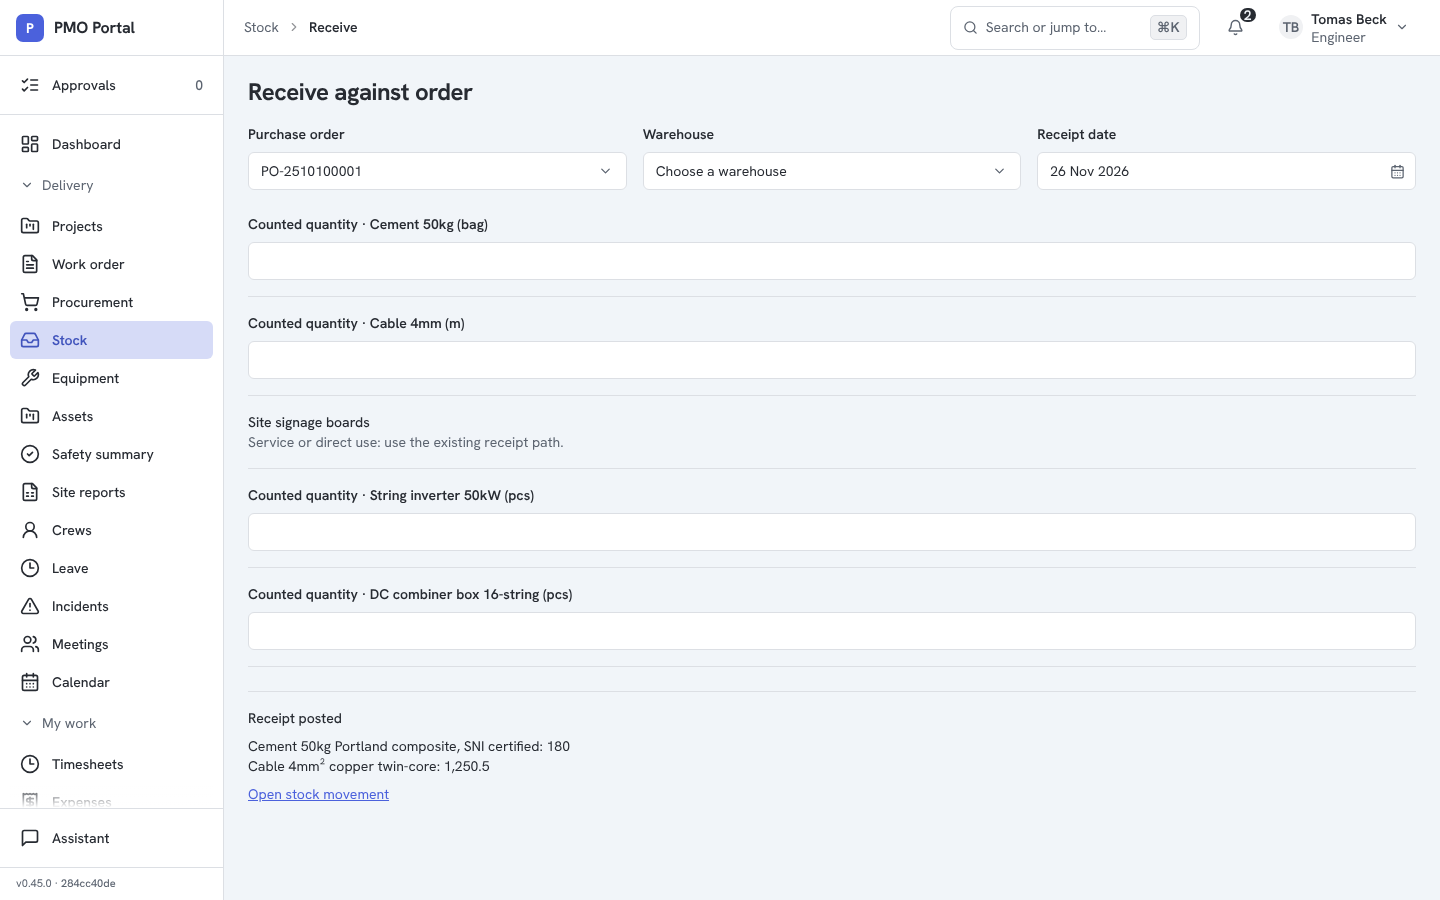 P PMO Portal
Stock > Receive
Search or jump to... ⌘K
2
TB Tomas Beck
Engineer
Approvals 0
Dashboard
Delivery
Projects
Work order
Procurement
Stock
Equipment
Assets
Safety summary
Site reports
Crews
Leave
Incidents
Meetings
Calendar
My work
Timesheets
Expenses
Assistant
v0.45.0 · 284cc40de
Receive against order
Purchase order Warehouse Receipt date
PO-2510100001 Choose a warehouse 26 Nov 2026
Counted quantity · Cement 50kg (bag)
Counted quantity · Cable 4mm (m)
Site signage boards
Service or direct use: use the existing receipt path.
Counted quantity · String inverter 50kW (pcs)
Counted quantity · DC combiner box 16-string (pcs)
Receipt posted
Cement 50kg Portland composite, SNI certified: 180
Cable 4mm² copper twin-core: 1,250.5
Open stock movement